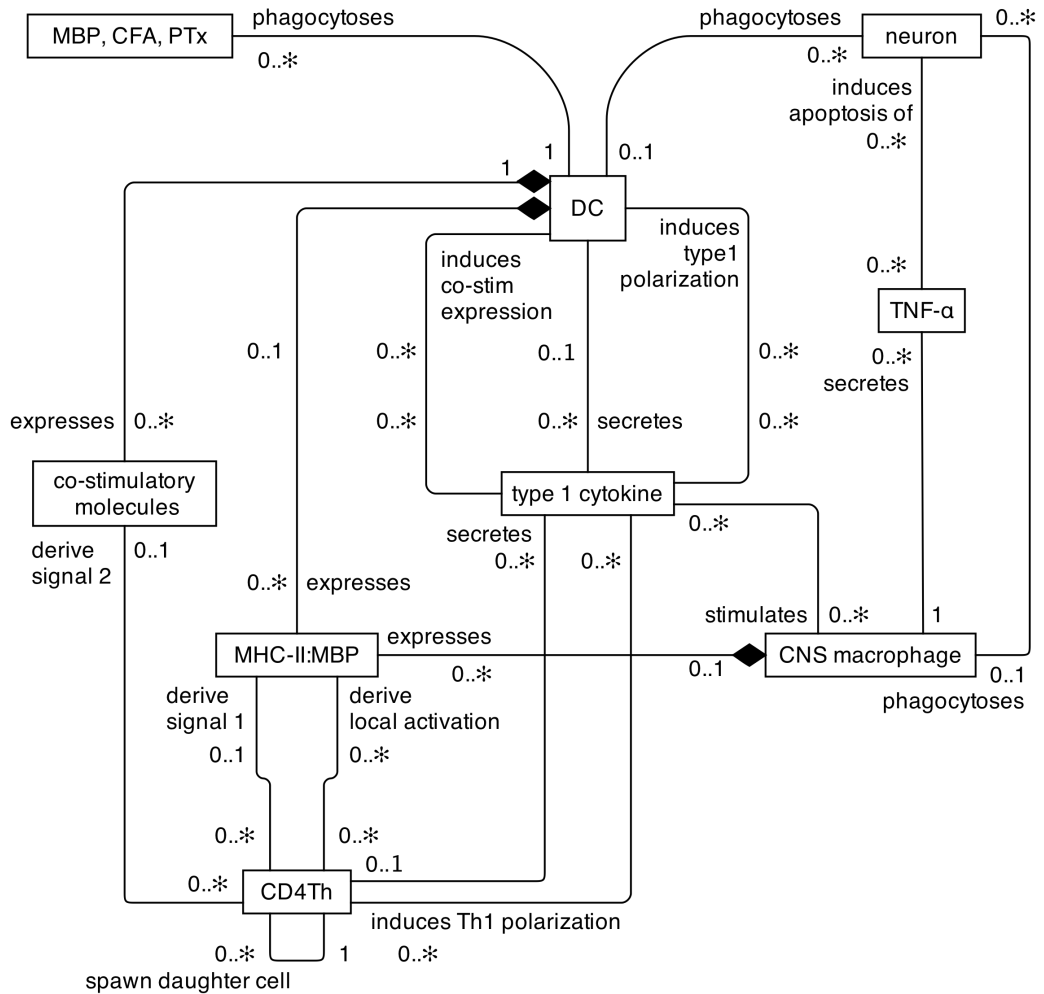 phagocytoses
phagocytoses
0..*
MBP, CFA, PTx
neuron
0..*
0..*
induces
apoptosis of
0..*
1
0..1
1
DC
induces
type1
polarization
induces
co-stim
expression
0..*
TNF-α
0..1
0..*
0..1
0..*
0..*
secretes
expresses
0..*
0..*
0..*
secretes
0..*
co-stimulatory
molecules
type 1 cytokine
0..*
secretes
derive
signal 2
0..1
0..*
0..*
0..*
expresses
stimulates
0..*
1
expresses
MHC-II:MBP
CNS macrophage
0..*
0..1
0..1
phagocytoses
derive
signal 1
derive
local activation
0..1
0..*
0..*
0..*
0..1
0..*
CD4Th
induces Th1 polarization
0..*
1
0..*
spawn daughter cell